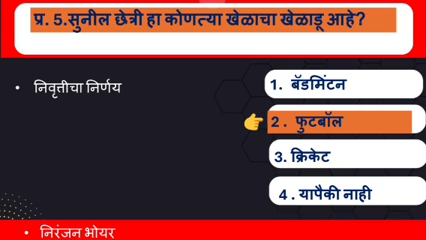 प्र. 5.सुनील छेत्री हा कोणत्या खेळाचा खेळाडू आहे?
• निवृत्तीचा निर्णय
1. बॅडमिंटन
2 . फुटबॉल
3. क्रिकेट
4 . यापैकी नाही
• निरंजन भोयर